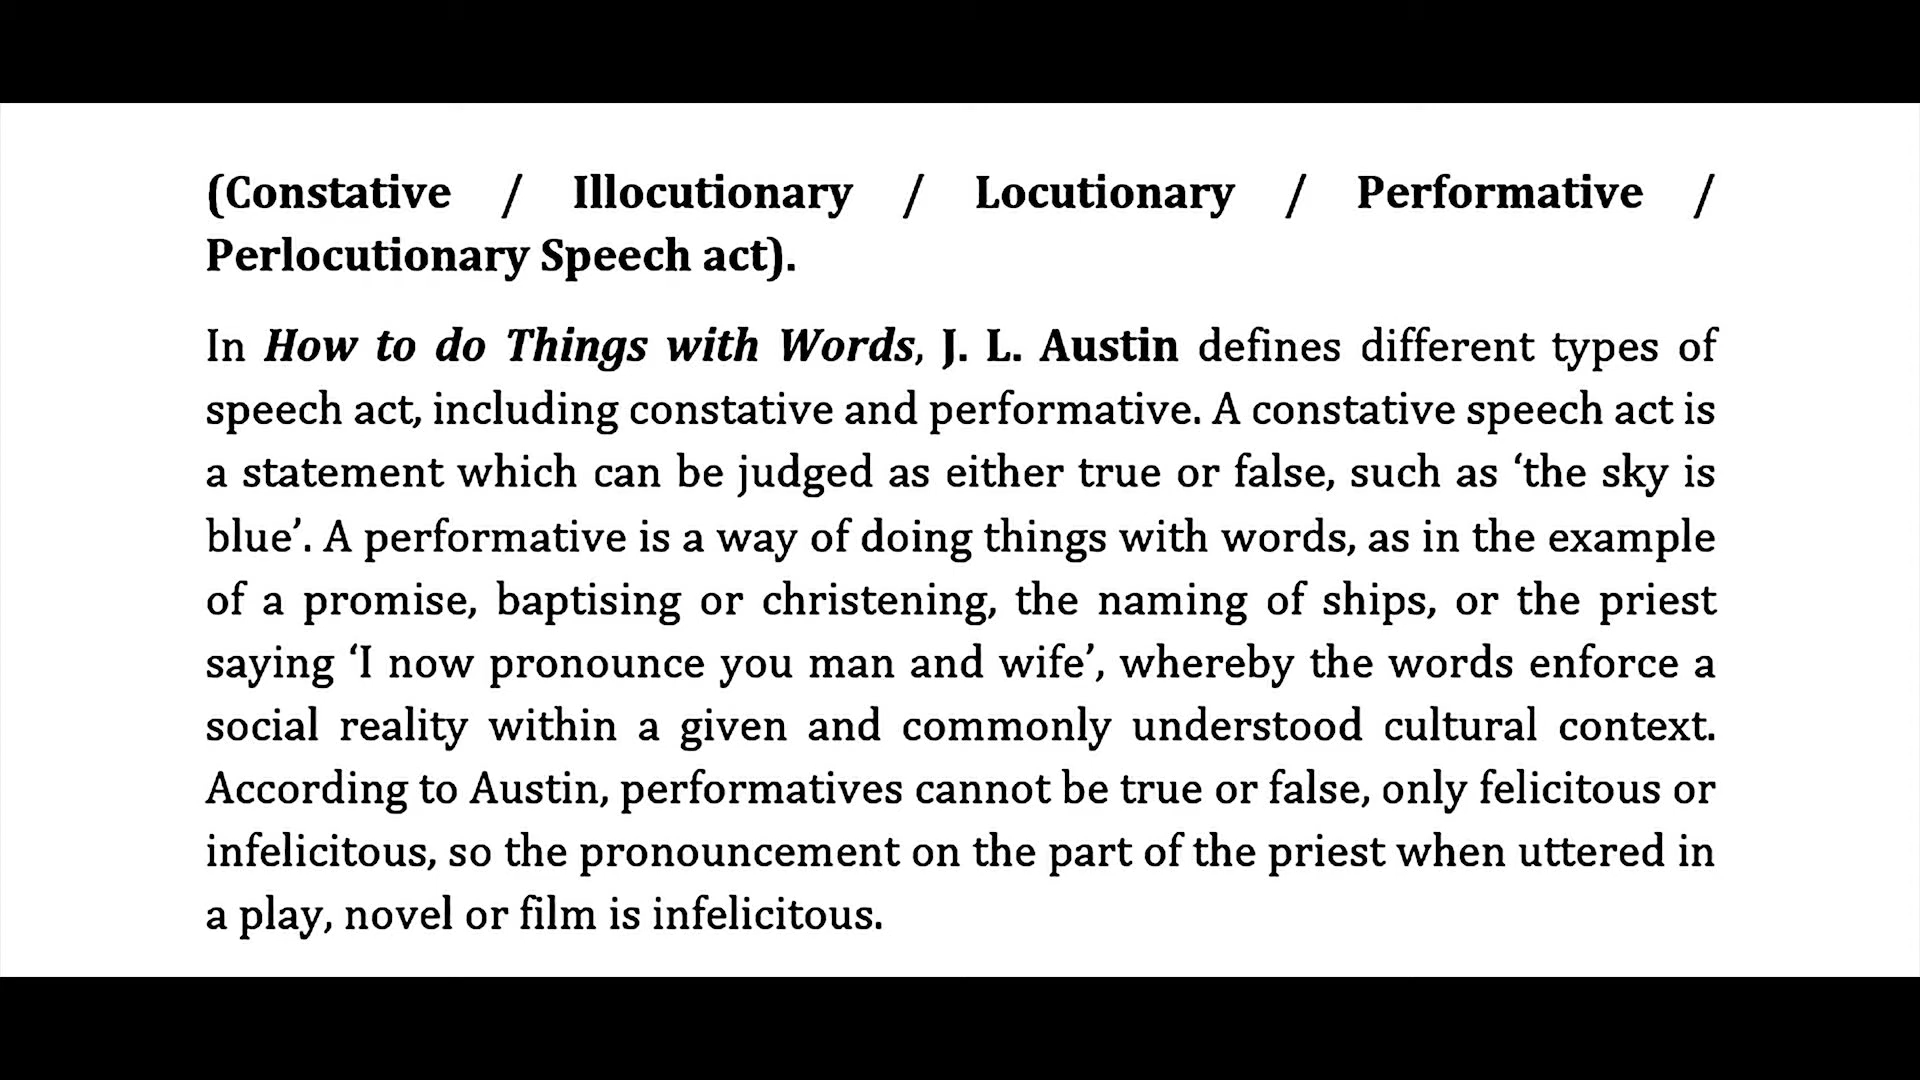 (Constative / Illocutionary / Locutionary / Performative /
Perlocutionary Speech act).
In How to do Things with Words, J. L. Austin defines different types of
speech act, including constative and performative. A constative speech act is
a statement which can be judged as either true or false, such as ‘the sky is
blue’. A performative is a way of doing things with words, as in the example
of a promise, baptising or christening, the naming of ships, or the priest
saying ‘I now pronounce you man and wife’, whereby the words enforce a
social reality within a given and commonly understood cultural context.
According to Austin, performatives cannot be true or false, only felicitous or
infelicitous, so the pronouncement on the part of the priest when uttered in
a play, novel or film is infelicitous.